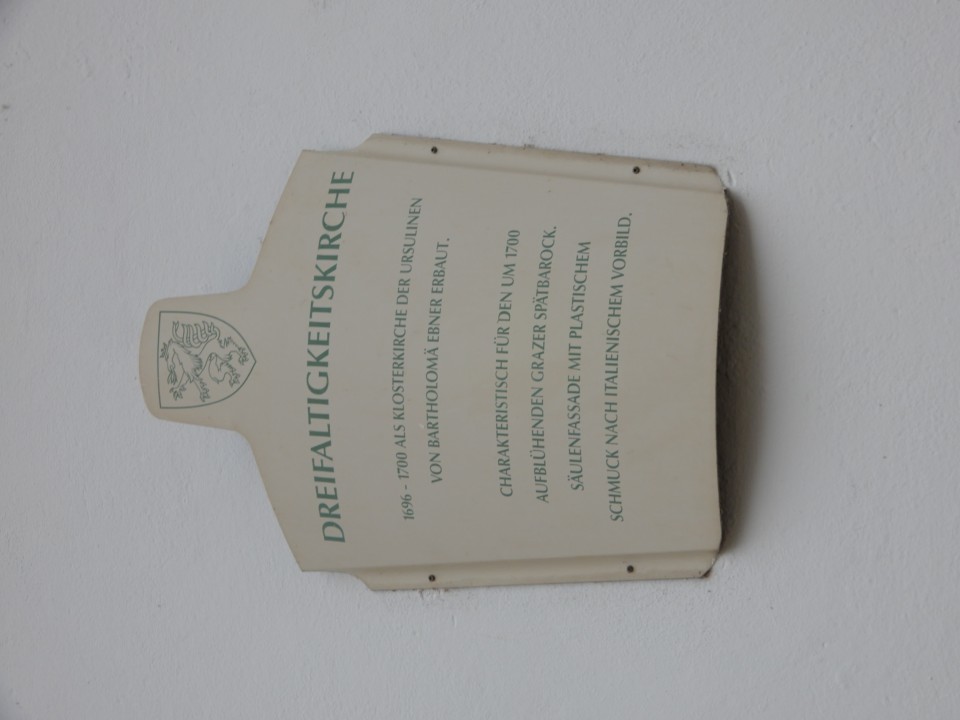 DREIFALTIGKEITSKIRCHE
1696 - 1700 ALS KLOSTERKIRCHE DER URSULINEN
VON BARTHOLOMÄ EBNER ERBAUT.
CHARAKTERISTISCH FÜR DEN UM 1700
AUFBLÜHENDEN GRAZER SPÄTBAROCK.
SÄULENFASSADE MIT PLASTISCHEM
SCHMUCK NACH ITALIENISCHEM VORBILD.